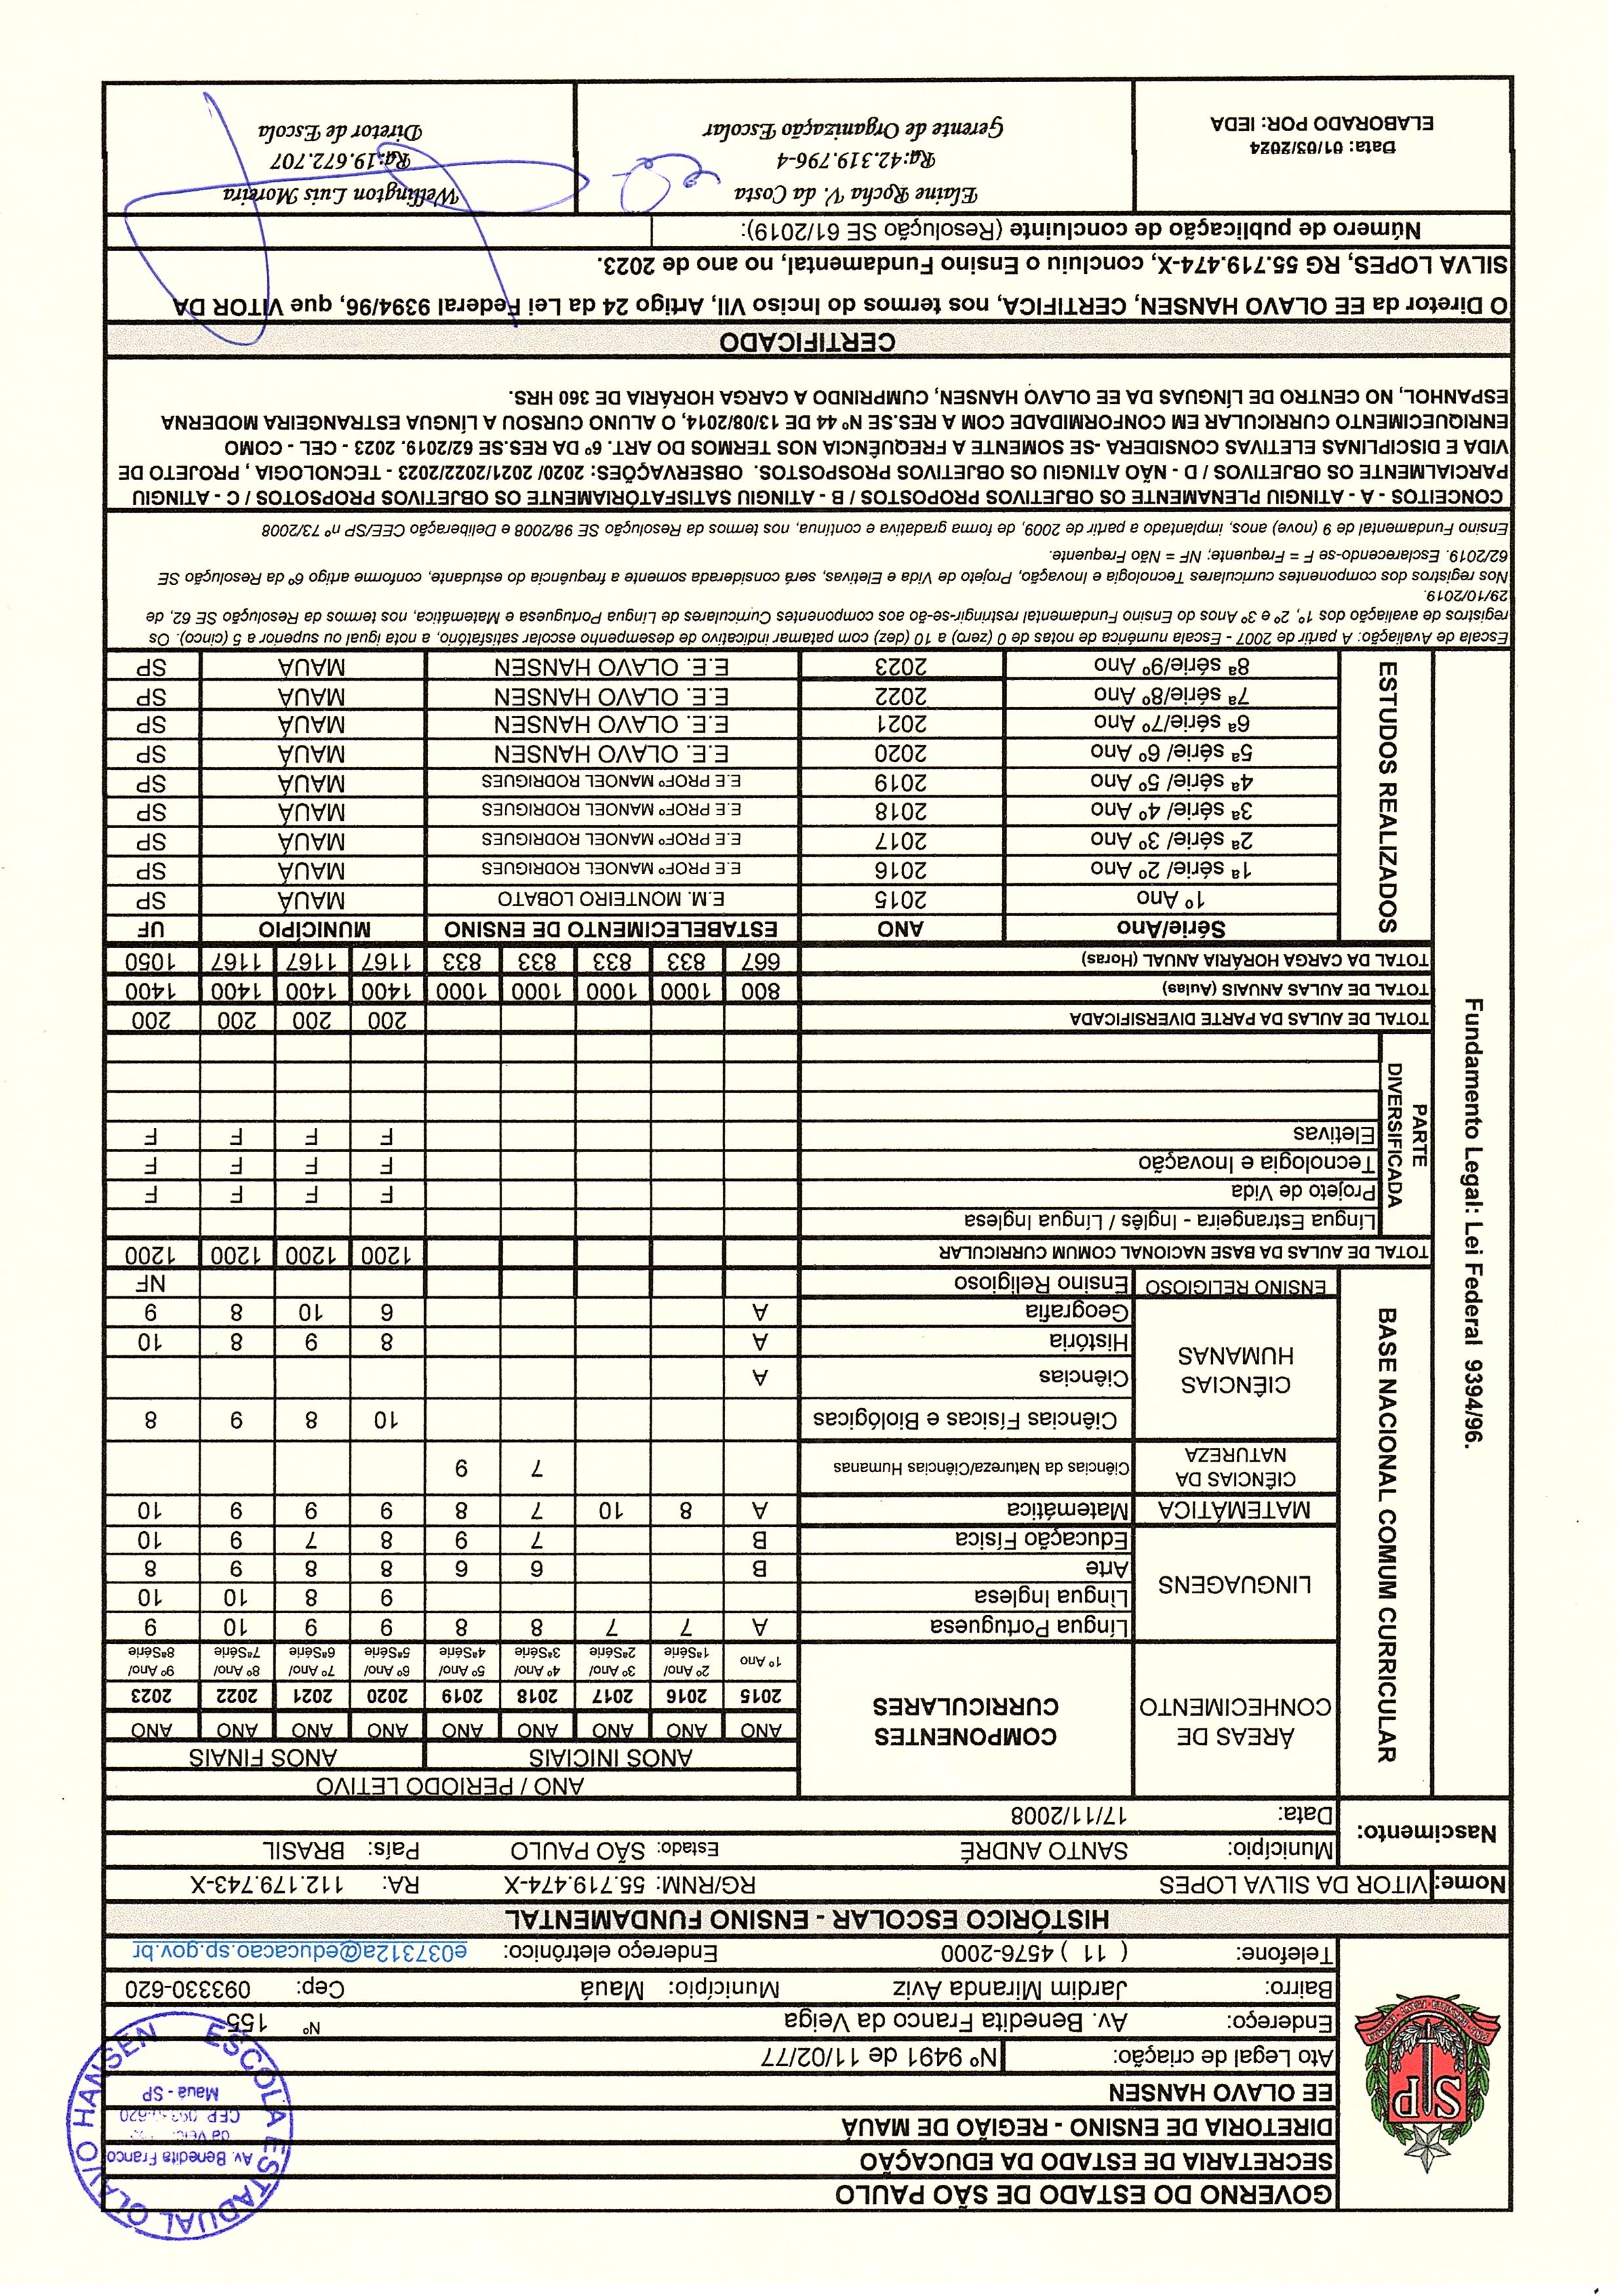 GOVERNO DO ESTADO DE SÃO PAULO
SECRETARIA DE ESTADO DA EDUCAÇÃO
DIRETORIA DE ENSINO - REGIÃO DE MAUÁ
EE OLAVO HANSEN
Ato Legal de criação: Nº 9491 de 11/02/77
Endereço: Av. Benedita Franco da Veiga Nº 155
Bairro: Jardim Miranda Aviz Município: Mauá Cep: 093330-620
Telefone: ( 11 ) 4576-2000 Endereço eletrônico: e037312a@educacao.sp.gov.br
SP
ESCOLA ESTADUAL OLAVO HANSEN
Av. Benedita Franco
Mauá - SP
HISTÓRICO ESCOLAR - ENSINO FUNDAMENTAL
Nome: VITOR DA SILVA LOPES RG/RNM: 55.719.474-X RA: 112.179.743-X
Nascimento:
Município: SANTO ANDRÉ Estado: SÃO PAULO País: BRASIL
Data: 17/11/2008
Fundamento Legal: Lei Federal 9394/96.
BASE NACIONAL COMUM CURRICULAR
ÁREAS DE CONHECIMENTO
COMPONENTES CURRICULARES
ANO / PERIODO LETIVO
ANOS INICIAIS ANOS FINAIS
ANO ANO ANO ANO ANO ANO ANO ANO ANO
2015 2016 2017 2018 2019 2020 2021 2022 2023
1º Ano 2º Ano/ 3º Ano/ 4º Ano/ 5º Ano/ 6º Ano/ 7º Ano/ 8º Ano/ 9º Ano/
1ªSérie 2ªSérie 3ªSérie 4ªSérie 5ªSérie 6ªSérie 7ªSérie 8ªSérie
LINGUAGENS
Língua Portuguesa A 7 7 8 8 9 9 10 9
Lìngua Inglesa 9 8 10 10
Arte B 6 6 8 8 9 8
Educação Física B 7 9 8 7 9 10
MATEMÁTICA Matemática A 8 10 7 8 9 9 9 10
CIÊNCIAS DA NATUREZA Ciências da Natureza/Ciências Humanas 7 9
CIÊNCIAS HUMANAS
Ciências Físicas e Biológicas 10 8 9 8
Ciências A
História A 8 9 8 10
Geografia A 6 10 8 9
ENSINO RELIGIOSO Ensino Religioso NF
TOTAL DE AULAS DA BASE NACIONAL COMUM CURRICULAR 1200 1200 1200 1200
PARTE DIVERSIFICADA
Língua Estrangeira - Inglês / Língua Inglesa
Projeto de Vida F F F F
Tecnologia e Inovação F F F F
Eletivas F F F F
TOTAL DE AULAS DA PARTE DIVERSIFICADA 200 200 200 200
TOTAL DE AULAS ANUAIS (Aulas) 800 1000 1000 1000 1000 1400 1400 1400 1400
TOTAL DA CARGA HORÁRIA ANUAL (Horas) 667 833 833 833 833 1167 1167 1167 1050
ESTUDOS REALIZADOS
Série/Ano ANO ESTABELECIMENTO DE ENSINO MUNICÍPIO UF
1º Ano 2015 E.M. MONTEIRO LOBATO MAUÁ SP
1ª série/ 2º Ano 2016 E.E PROFº MANOEL RODRIGUES MAUÁ SP
2ª série/ 3º Ano 2017 E.E PROFº MANOEL RODRIGUES MAUÁ SP
3ª série/ 4º Ano 2018 E.E PROFº MANOEL RODRIGUES MAUÁ SP
4ª série/ 5º Ano 2019 E.E PROFº MANOEL RODRIGUES MAUÁ SP
5ª série/ 6º Ano 2020 E.E. OLAVO HANSEN MAUÁ SP
6ª série/7º Ano 2021 E.E. OLAVO HANSEN MAUÁ SP
7ª série/8º Ano 2022 E.E. OLAVO HANSEN MAUÁ SP
8ª série/9º Ano 2023 E.E. OLAVO HANSEN MAUÁ SP
Escala de Avaliação: A partir de 2007 - Escala numérica de notas de 0 (zero) a 10 (dez) com patamar indicativo de desempenho escolar satisfatório, a nota igual ou superior a 5 (cinco). Os
registros de avaliação dos 1º, 2º e 3º Anos do Ensino Fundamental restringir-se-ão aos componentes Curriculares de Língua Portuguesa e Matemática, nos termos da Resolução SE 62, de
29/10/2019.
Nos registros dos componentes curriculares Tecnologia e Inovação, Projeto de Vida e Eletivas, será considerada somente a frequência do estudante, conforme artigo 6º da Resolução SE
62/2019. Esclarecendo-se F = Frequente; NF = Não Frequente.
Ensino Fundamental de 9 (nove) anos, implantado a partir de 2009, de forma gradativa e contínua, nos termos da Resolução SE 98/2008 e Deliberação CEE/SP nº 73/2008
CONCEITOS - A - ATINGIU PLENAMENTE OS OBJETIVOS PROPOSTOS / B - ATINGIU SATISFATÓRIAMENTE OS OBJETIVOS PROPSOTOS / C - ATINGIU
PARCIALMENTE OS OBJETIVOS / D - NÃO ATINGIU OS OBJETIVOS PROSPOSTOS. OBSERVAÇÕES: 2020/ 2021/2022/2023 - TECNOLOGIA , PROJETO DE
VIDA E DISCIPLINAS ELETIVAS CONSIDERA -SE SOMENTE A FREQUÊNCIA NOS TERMOS DO ART. 6º DA RES.SE 62/2019. 2023 - CEL - COMO
ENRIQUECIMENTO CURRICULAR EM CONFORMIDADE COM A RES.SE Nº 44 DE 13/08/2014, O ALUNO CURSOU A LÍNGUA ESTRANGEIRA MODERNA
ESPANHOL, NO CENTRO DE LÍNGUAS DA EE OLAVO HANSEN, CUMPRINDO A CARGA HORÁRIA DE 360 HRS.
CERTIFICADO
O Diretor da EE OLAVO HANSEN, CERTIFICA, nos termos do Inciso VII, Artigo 24 da Lei Federal 9394/96, que VITOR DA
SILVA LOPES, RG 55.719.474-X, concluiu o Ensino Fundamental, no ano de 2023.
Número de publicação de concluinte (Resolução SE 61/2019):
Data: 01/03/2024
ELABORADO POR: IEDA
Elaine Rocha V. da Costa
Ra:42.319.796-4
Gerente de Organização Escolar
Wellington Luis Moreira
Ra:19.672.707
Diretor de Escola